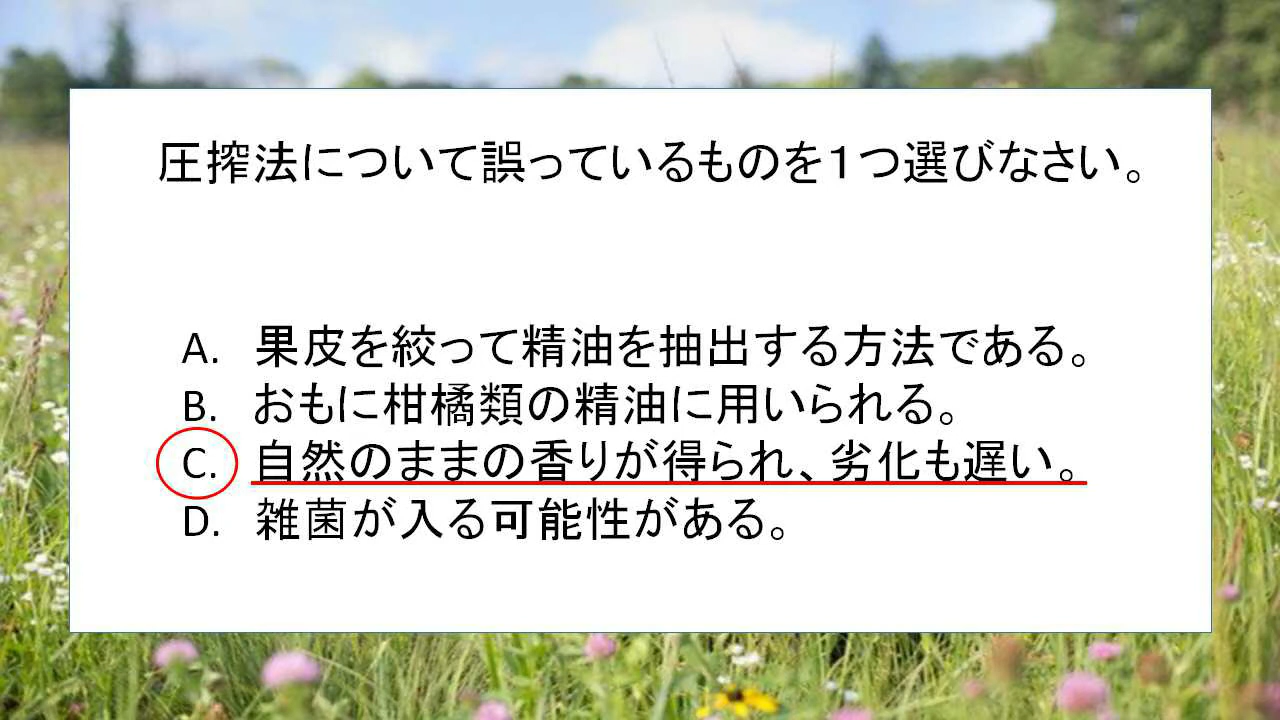 圧搾法について誤っているものを１つ選びなさい。
A. 果皮を絞って精油を抽出する方法である。
B. おもに柑橘類の精油に用いられる。
C. 自然のままの香りが得られ、劣化も遅い。
D. 雑菌が入る可能性がある。